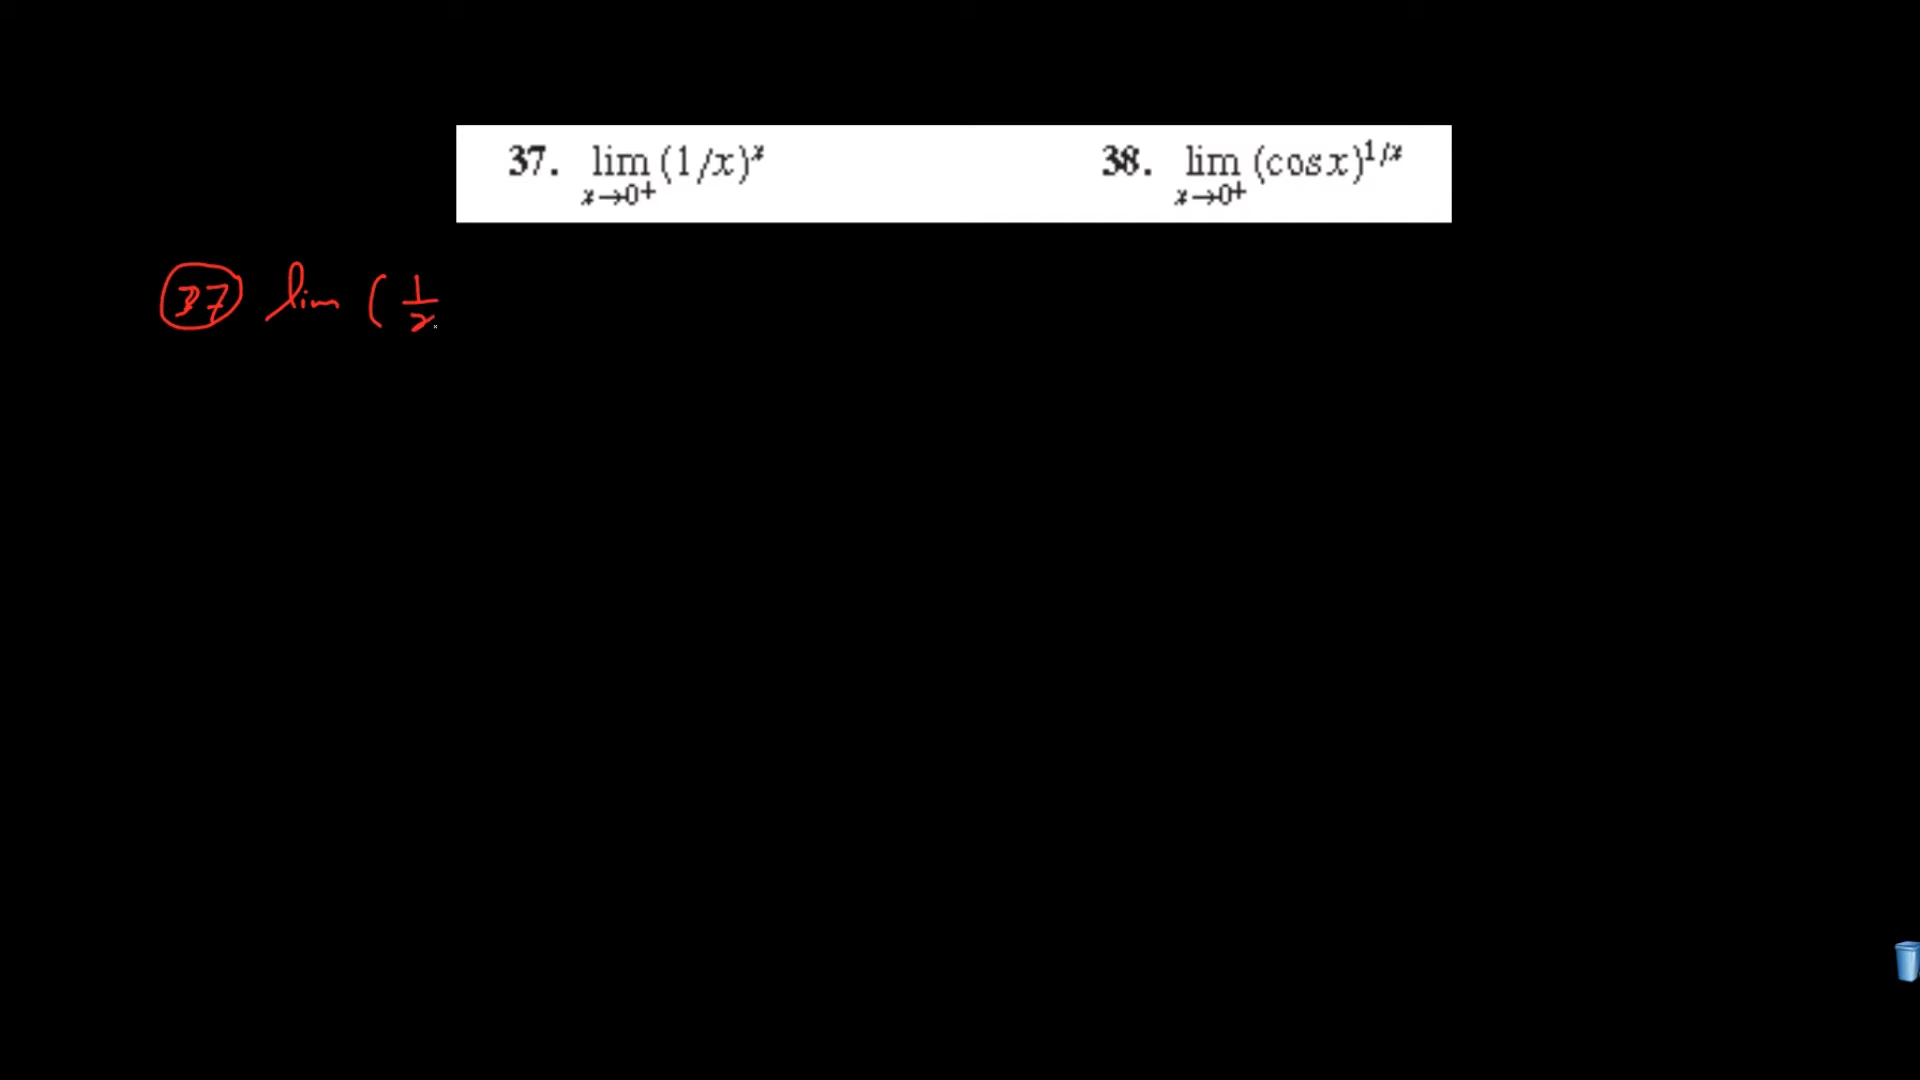 37. lim (1/x)^x 38. lim (cos x)^1/x
x→0+ x→0+
37 lim ( 1/x